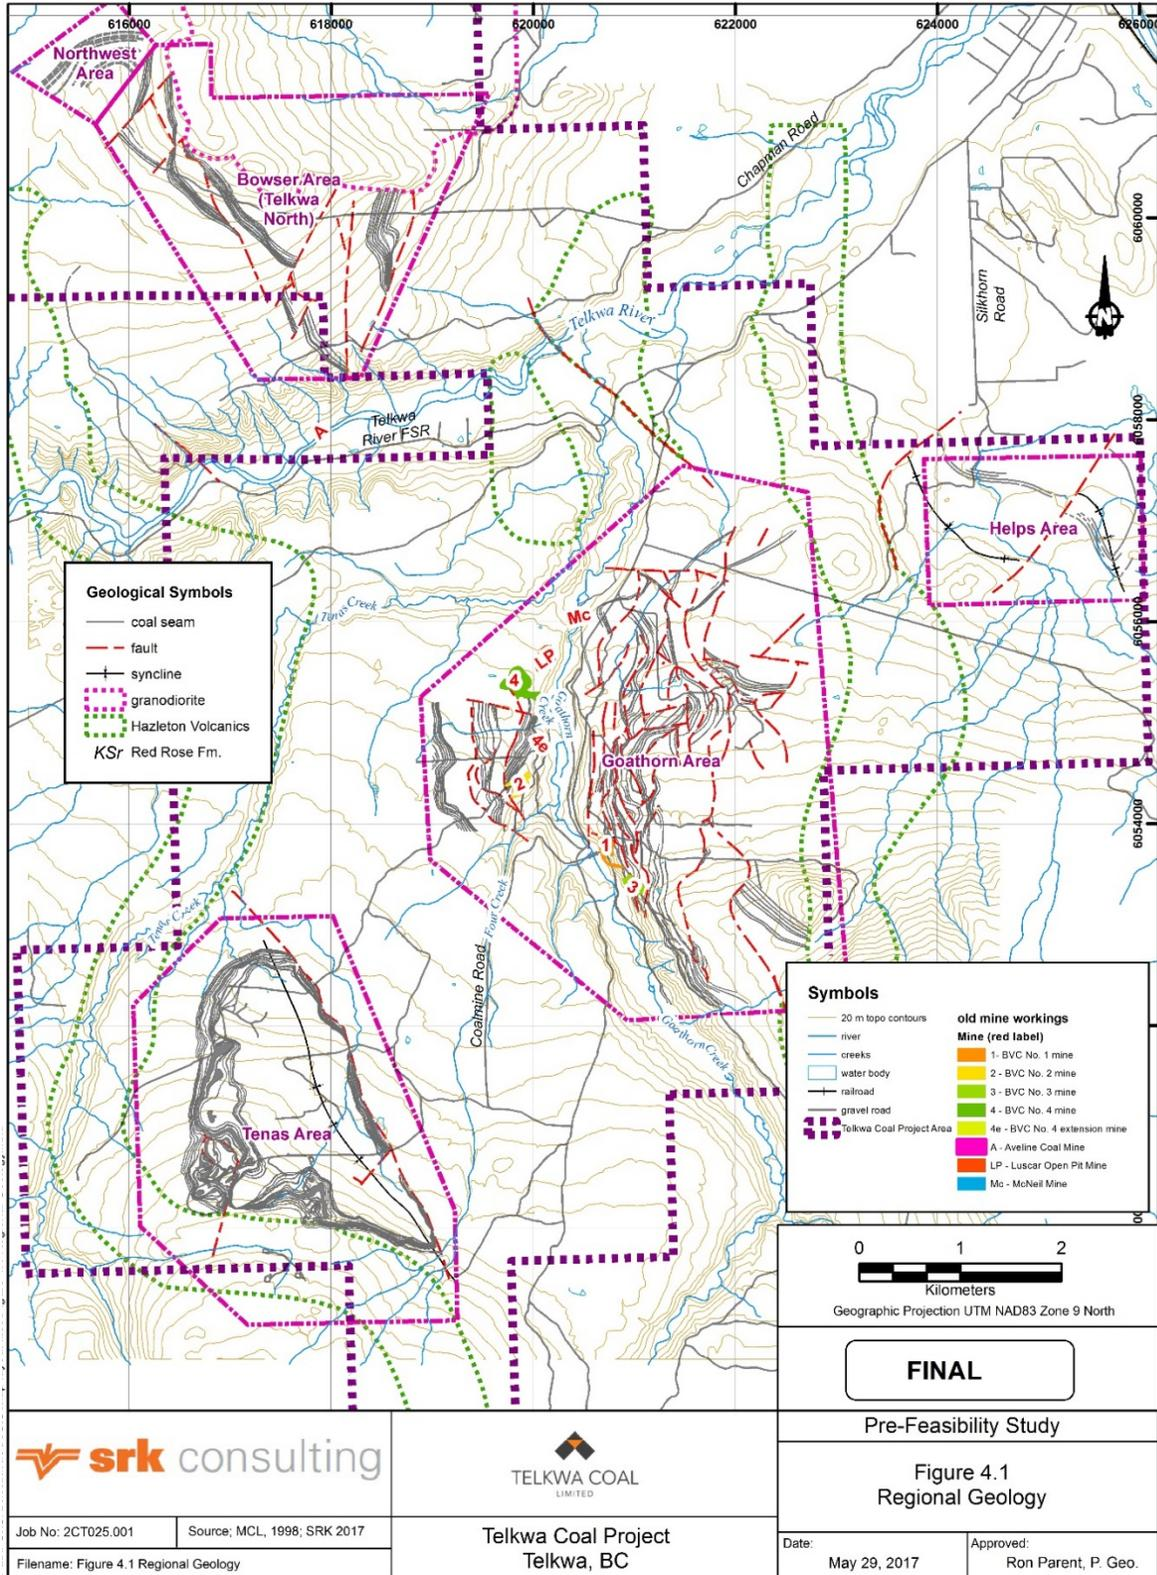 616000
618000
620000
622000
624000
626000
Northwest
Area
Chapman Road
Bowser Area
(Telkwa
North)
6060000
Silkhorn
Road
N
Telkwa River
6058000
A
Telkwa
River FSR
Helps Area
Geological Symbols
coal seam
fault
syncline
granodiorite
Hazleton Volcanics
KSr Red Rose Fm.
Tenas Creek
Mc
6056000
LP
4
Goathorn
Creek
4e
Goathorn Area
2
6054000
1
3
Four Creek
Tenas Creek
Coalmine Road
Goathorn Creek
Tenas Area
Symbols
20 m topo contours
river
creeks
water body
railroad
gravel road
Telkwa Coal Project Area
old mine workings
Mine (red label)
1- BVC No. 1 mine
2 - BVC No. 2 mine
3 - BVC No. 3 mine
4 - BVC No. 4 mine
4e - BVC No. 4 extension mine
A - Aveline Coal Mine
LP - Luscar Open Pit Mine
Mc - McNeil Mine
0 1 2
Kilometers
Geographic Projection UTM NAD83 Zone 9 North
FINAL
srk consulting
TELKWA COAL
LIMITED
Pre-Feasibility Study
Figure 4.1
Regional Geology
Job No: 2CT025.001
Source; MCL, 1998; SRK 2017
Filename: Figure 4.1 Regional Geology
Telkwa Coal Project
Telkwa, BC
Date:
May 29, 2017
Approved:
Ron Parent, P. Geo.